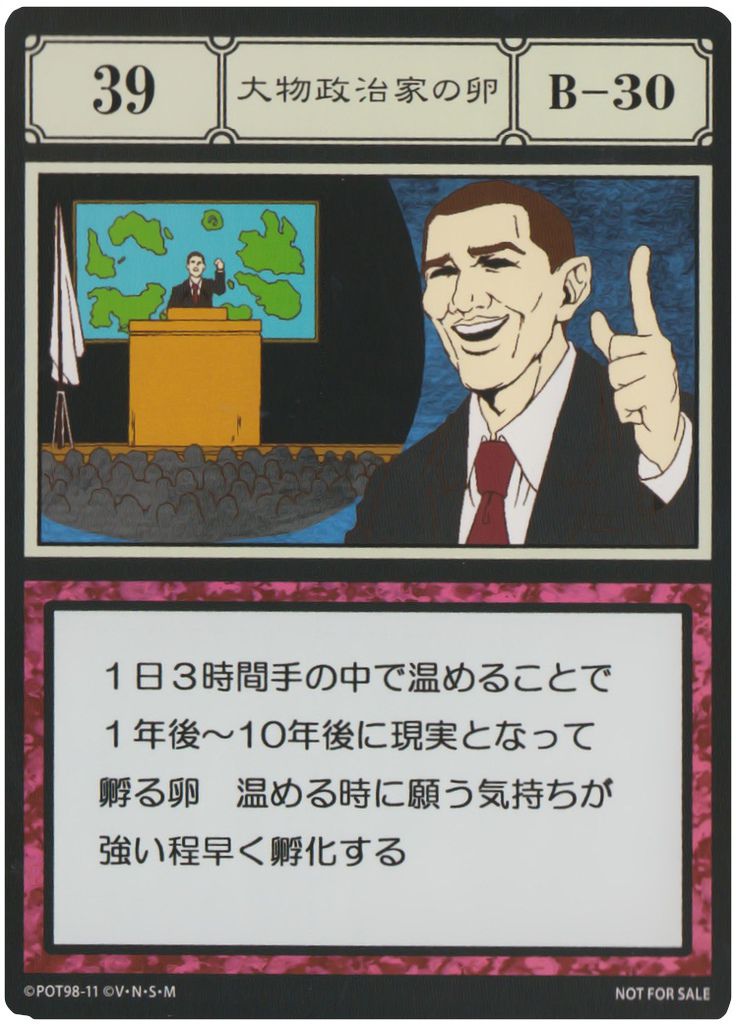 39
大物政治家の卵
B-30
１日３時間手の中で温めることで
１年後～10年後に現実となって
孵る卵　温める時に願う気持ちが
強い程早く孵化する
©POT98-11 ©V・N・S・M
NOT FOR SALE